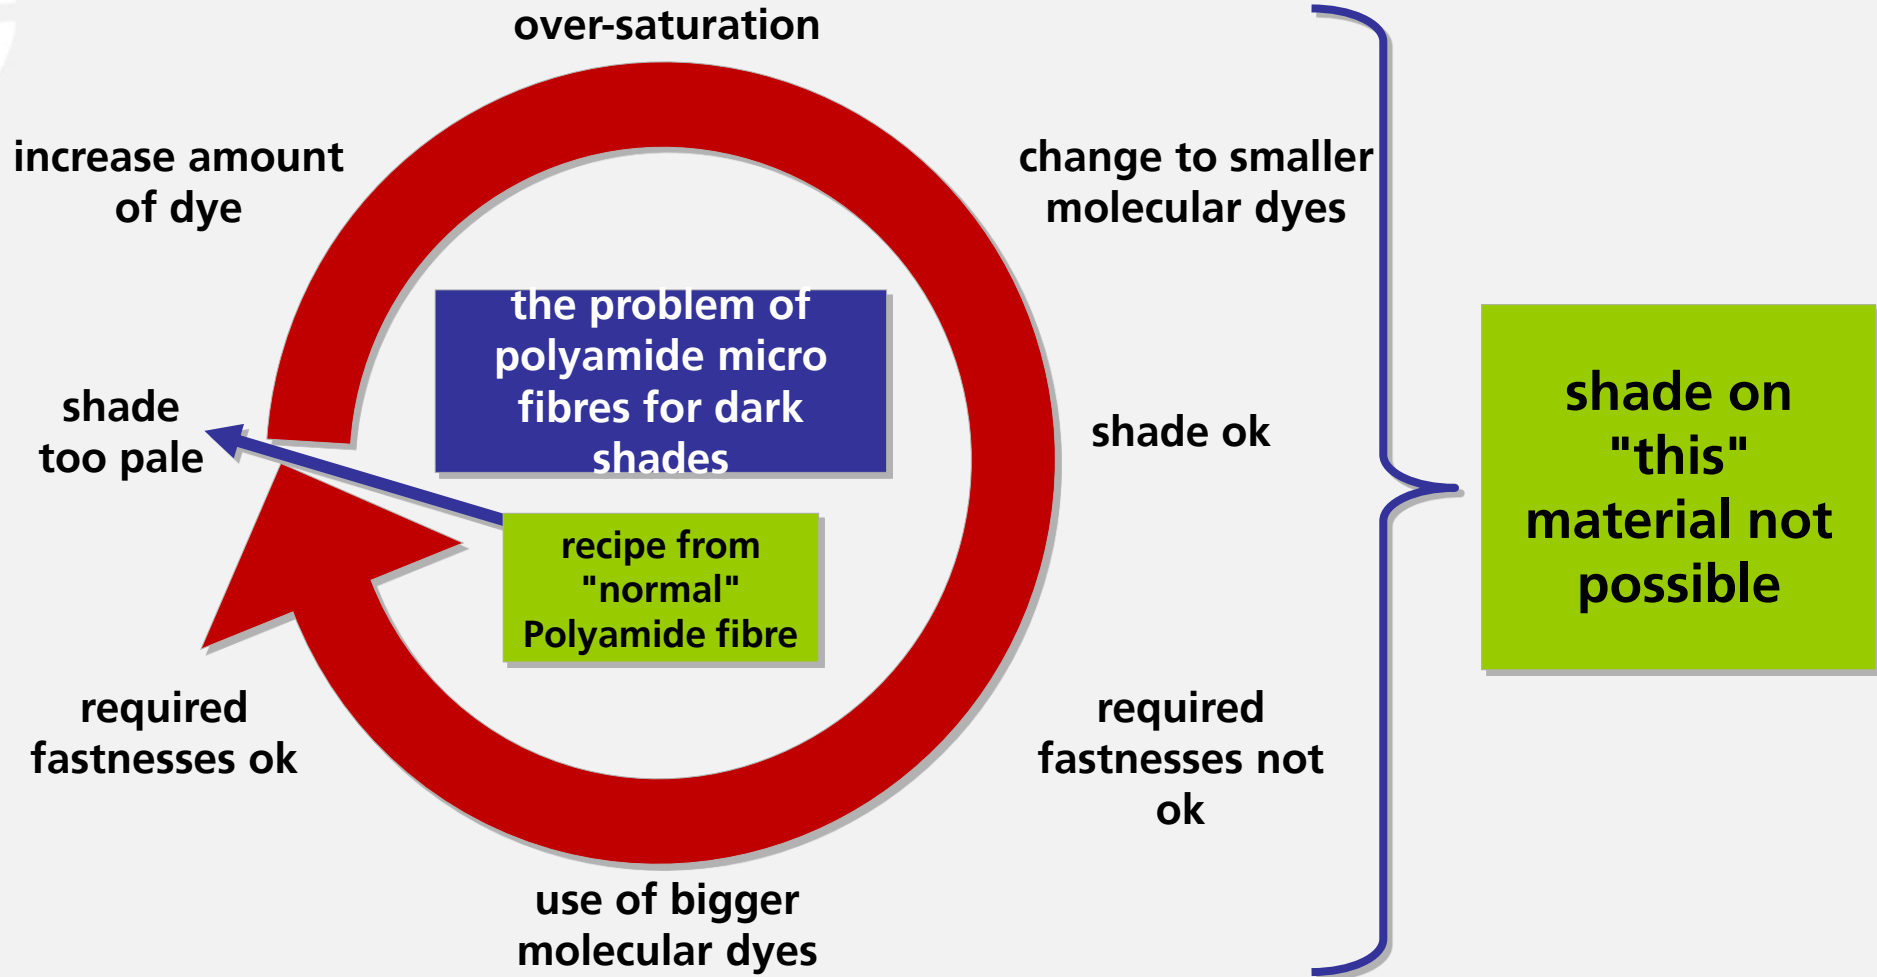 over-saturation
increase amount
of dye
change to smaller
molecular dyes
the problem of
polyamide micro
fibres for dark
shades
shade
too pale
shade ok
shade on
"this"
material not
possible
recipe from
"normal"
Polyamide fibre
required
fastnesses ok
required
fastnesses not
ok
use of bigger
molecular dyes